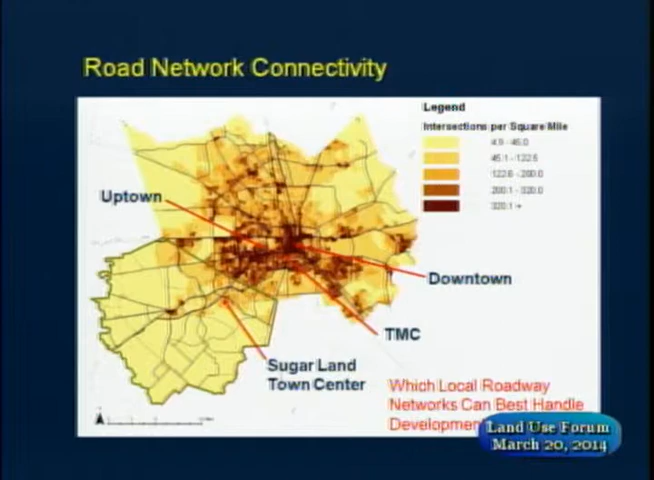 Road Network Connectivity
Legend
Intersections per Square Mile
4.9 - 45.0
45.1 - 122.5
122.6 - 200.0
200.1 - 320.0
320.1 +
Uptown
Downtown
TMC
Sugar Land
Town Center
Which Local Roadway
Networks Can Best Handle
Developmen
Land Use Forum
March 20, 2014